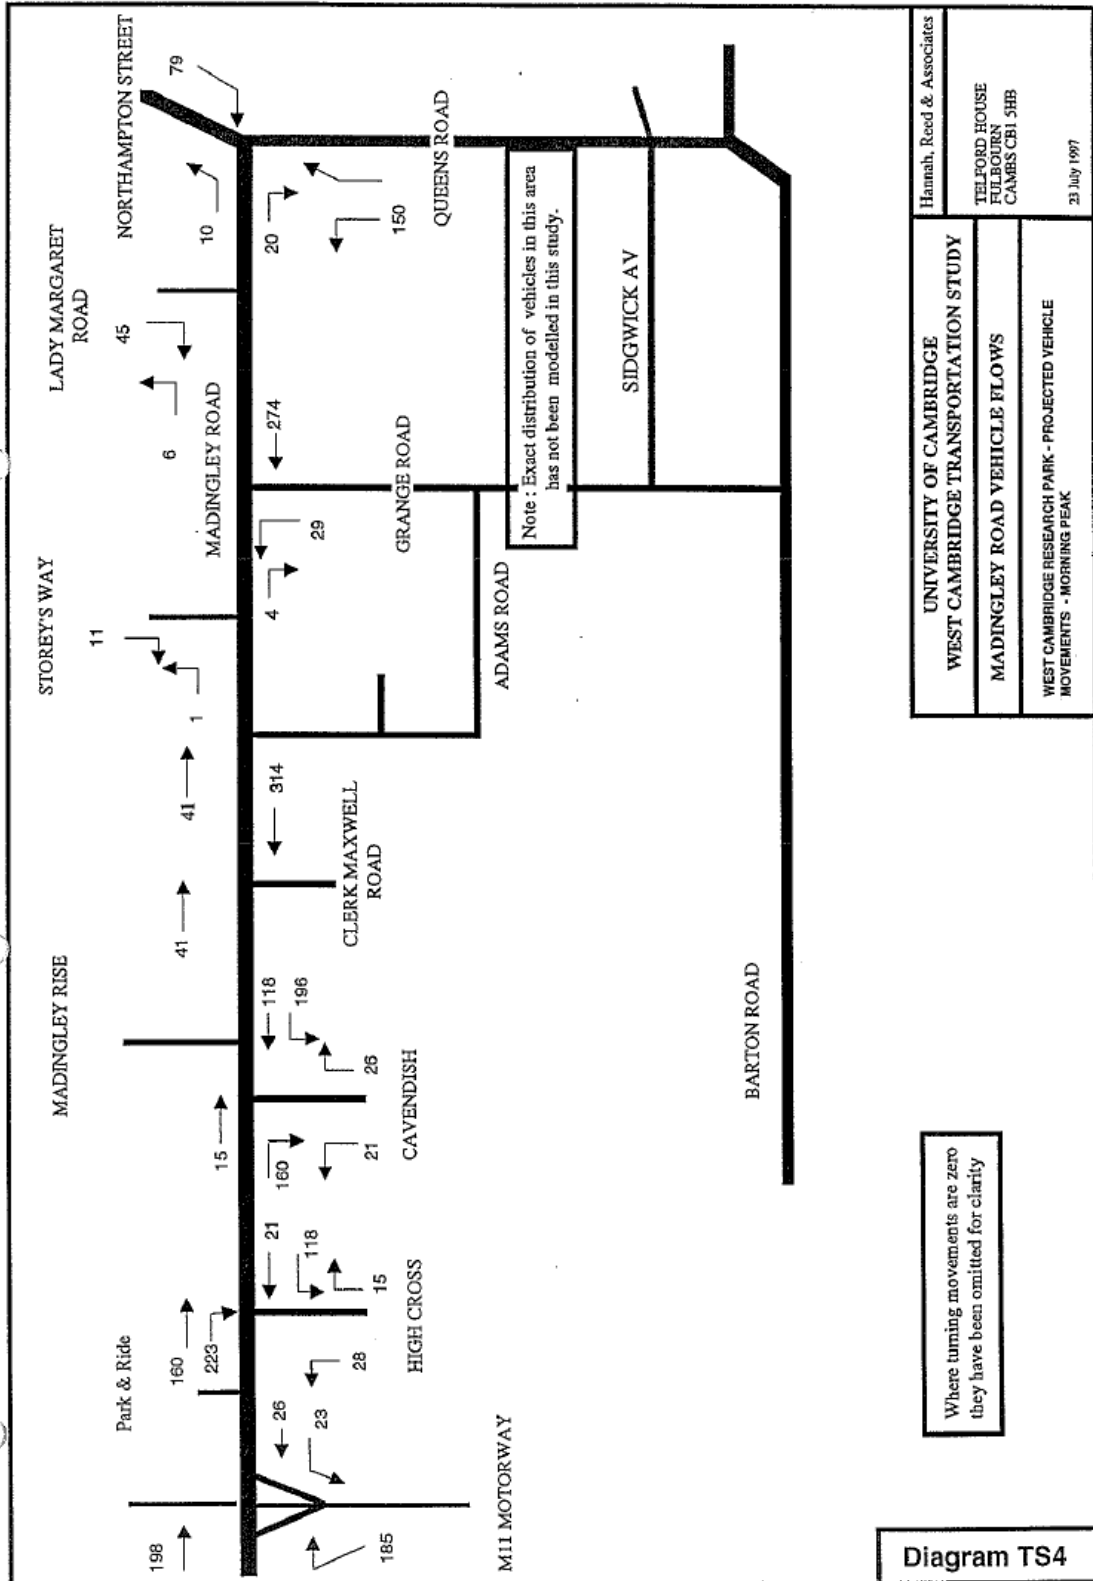 Park & Ride
MADINGLEY RISE
STOREY'S WAY
LADY MARGARET
ROAD
NORTHAMPTON STREET
198
160
223
15
41
41
1
11
6
45
10
79
MADINGLEY ROAD
185
23
26
28
21
118
15
160
21
118
196
26
314
4
29
274
20
150
M11 MOTORWAY
HIGH CROSS
CAVENDISH
CLERK MAXWELL
ROAD
ADAMS ROAD
GRANGE ROAD
QUEENS ROAD
Note : Exact distribution of vehicles in this area
has not been modelled in this study.
SIDGWICK AV
BARTON ROAD
Where turning movements are zero
they have been omitted for clarity
UNIVERSITY OF CAMBRIDGE
WEST CAMBRIDGE TRANSPORTATION STUDY
MADINGLEY ROAD VEHICLE FLOWS
WEST CAMBRIDGE RESEARCH PARK - PROJECTED VEHICLE
MOVEMENTS - MORNING PEAK
Hannah, Reed & Associates
TELFORD HOUSE
FULBOURN
CAMBS CB1 5HB
23 July 1997
Diagram TS4